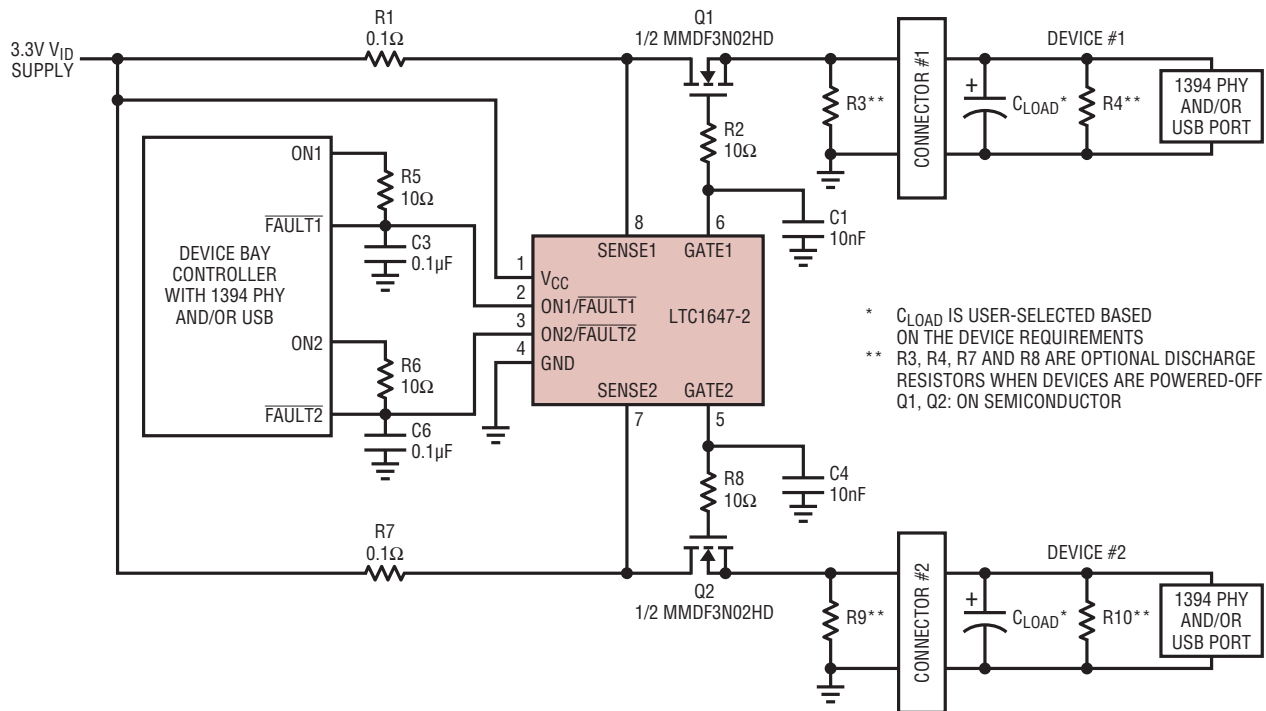 3.3V VID
SUPPLY
R1
0.1Ω
Q1
1/2 MMDF3N02HD
R2
10Ω
R3**
CONNECTOR #1
DEVICE #1
+
CLOAD*
R4**
1394 PHY
AND/OR
USB PORT
C1
10nF
ON1
R5
10Ω
FAULT1
C3
0.1µF
DEVICE BAY
CONTROLLER
WITH 1394 PHY
AND/OR USB
ON2
R6
10Ω
FAULT2
C6
0.1µF
8
6
SENSE1
GATE1
1
VCC
2
ON1/FAULT1
3
ON2/FAULT2
4
GND
LTC1647-2
SENSE2
GATE2
7
5
* CLOAD IS USER-SELECTED BASED
ON THE DEVICE REQUIREMENTS
** R3, R4, R7 AND R8 ARE OPTIONAL DISCHARGE
RESISTORS WHEN DEVICES ARE POWERED-OFF
Q1, Q2: ON SEMICONDUCTOR
R8
10Ω
C4
10nF
R7
0.1Ω
Q2
1/2 MMDF3N02HD
R9**
CONNECTOR #2
DEVICE #2
+
CLOAD*
R10**
1394 PHY
AND/OR
USB PORT